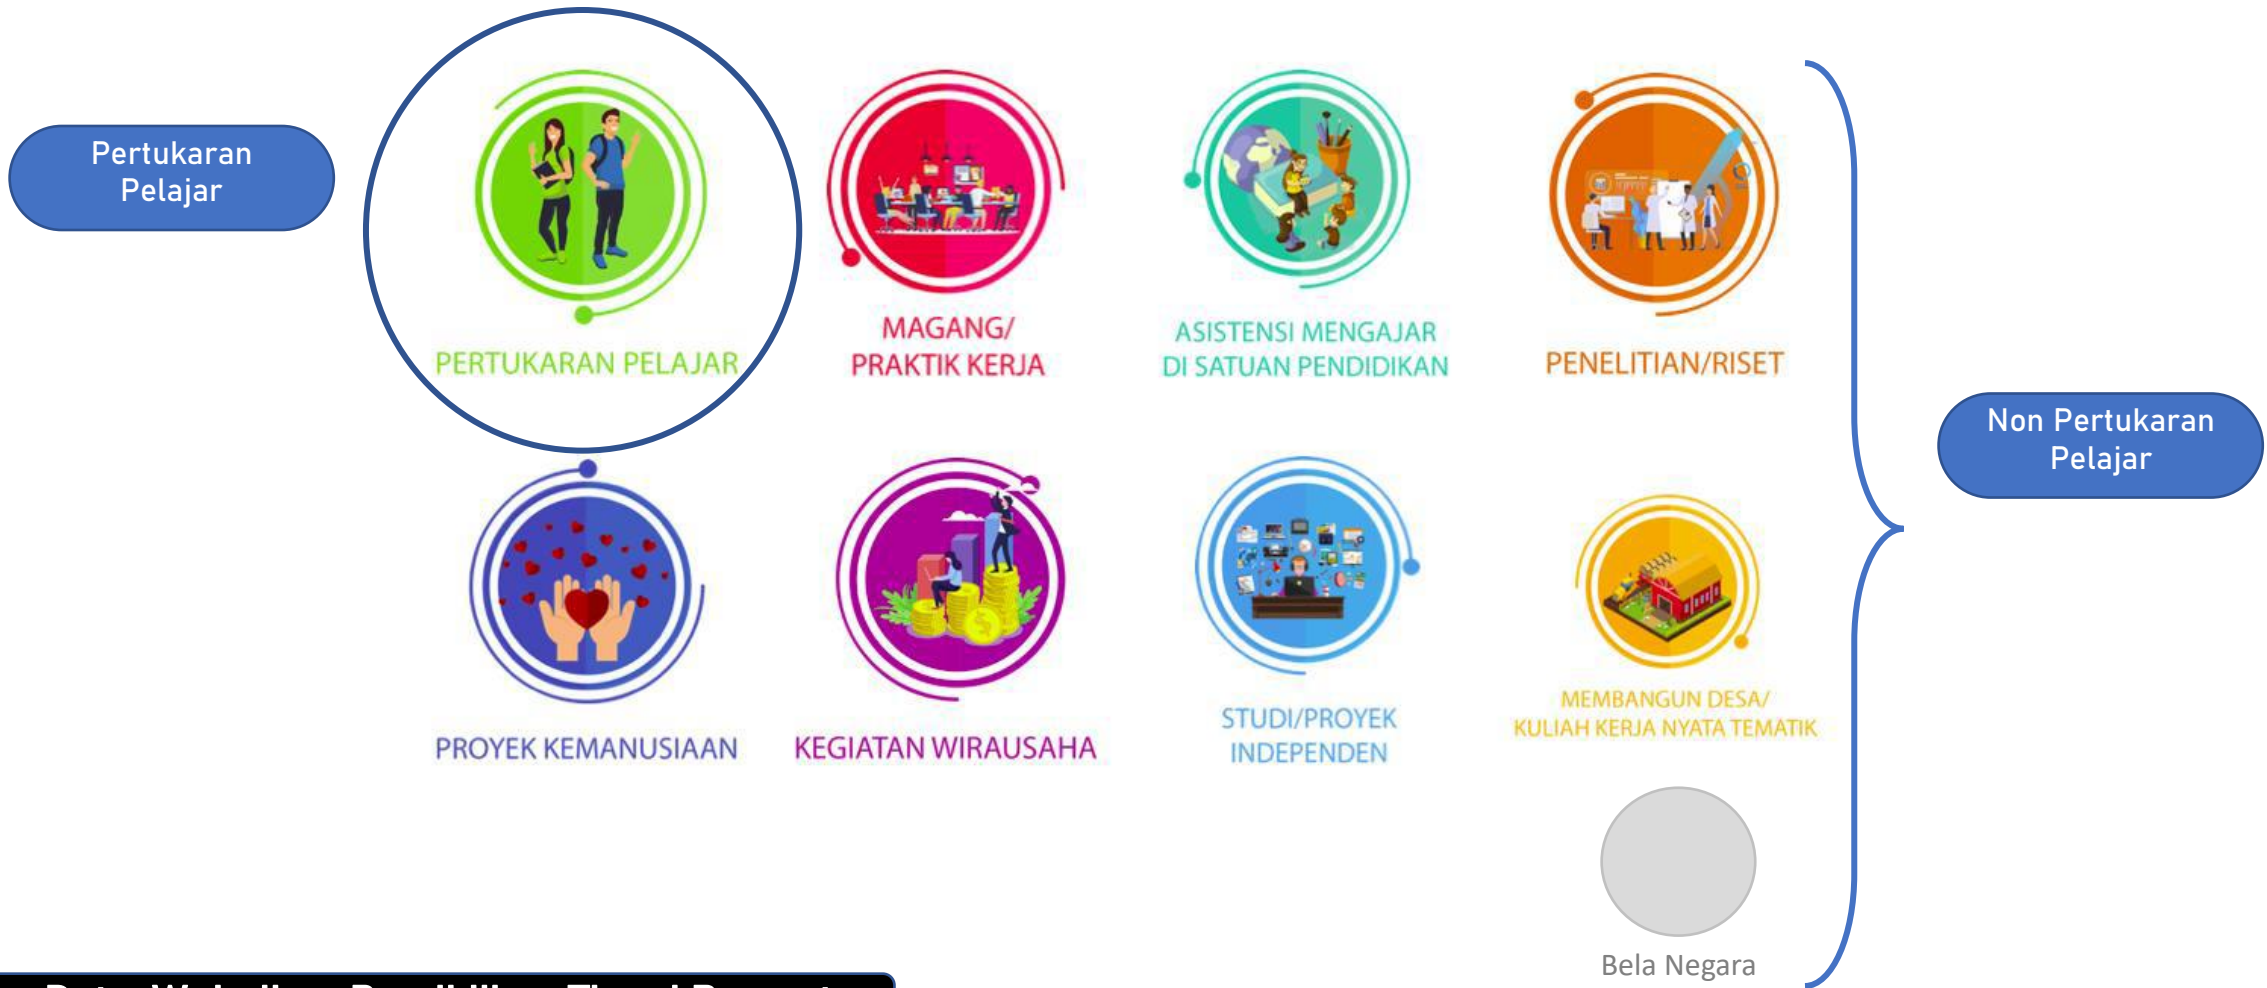 Pertukaran
Pelajar
PERTUKARAN PELAJAR
MAGANG/
PRAKTIK KERJA
ASISTENSI MENGAJAR
DI SATUAN PENDIDIKAN
PENELITIAN/RISET
Non Pertukaran
Pelajar
PROYEK KEMANUSIAAN
KEGIATAN WIRAUSAHA
STUDI/PROYEK
INDEPENDEN
MEMBANGUN DESA/
KULIAH KERJA NYATA TEMATIK
Bela Negara